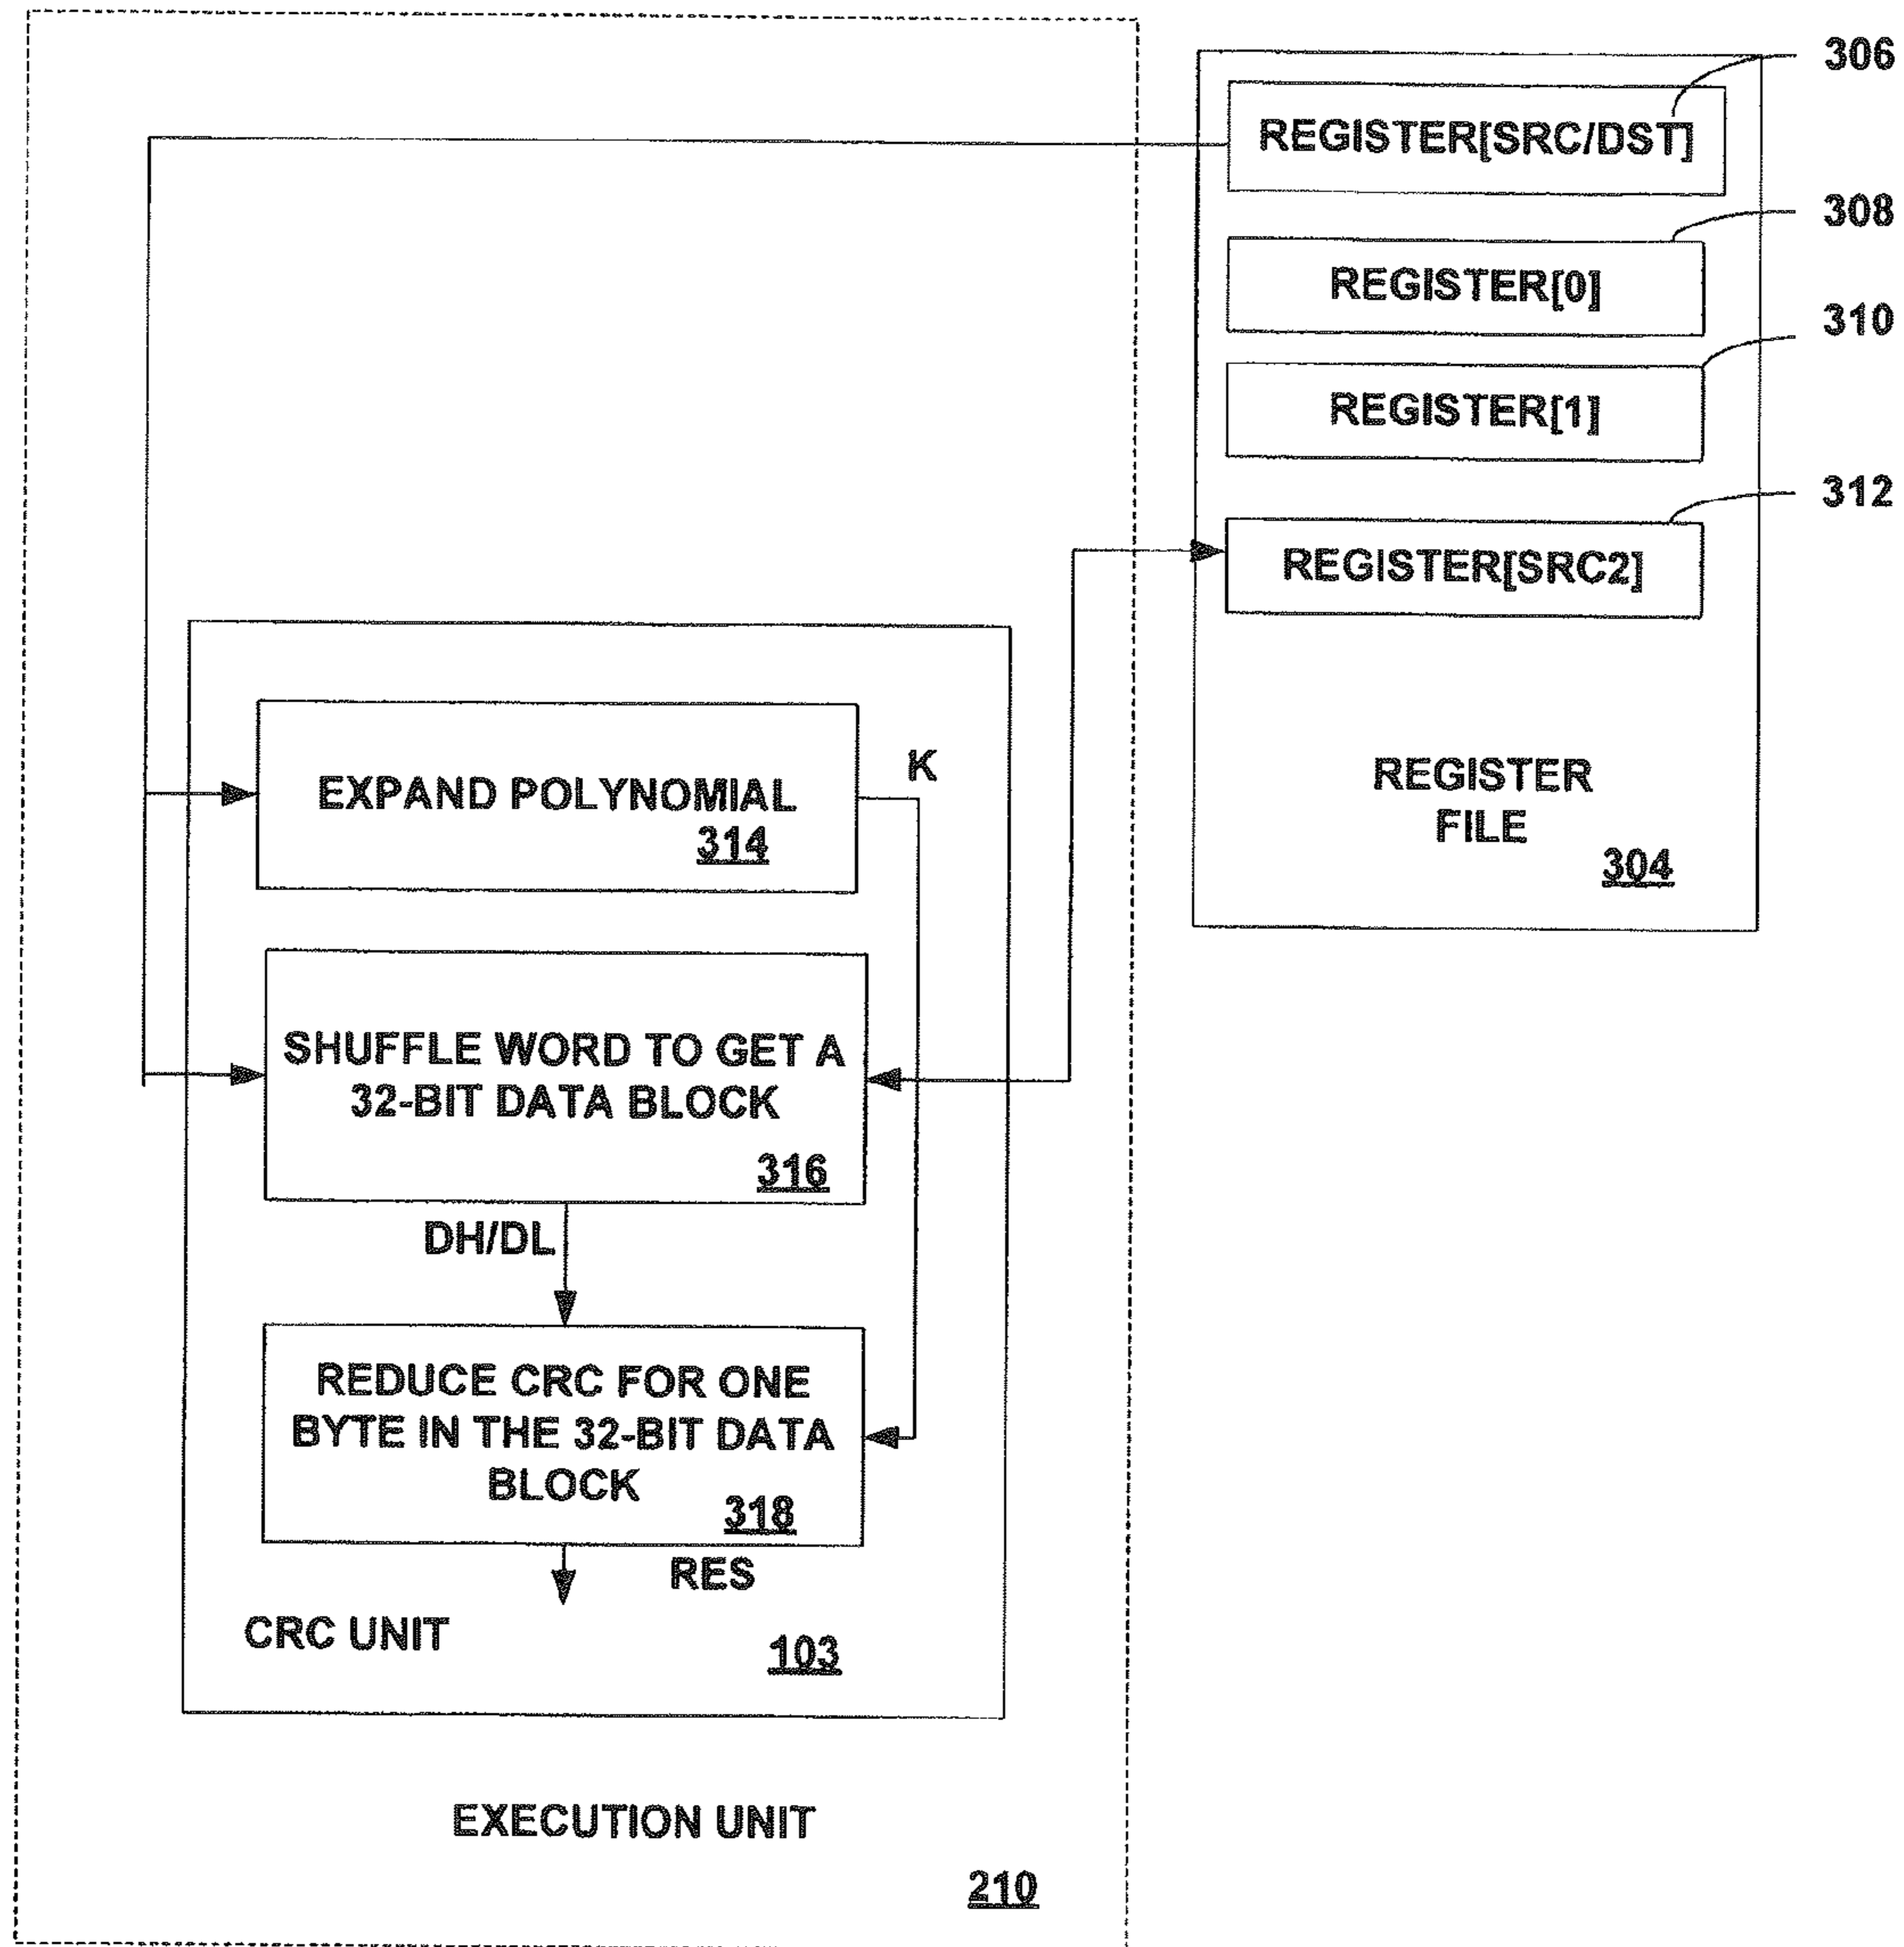 306
REGISTER[SRC/DST]
308
REGISTER[0]
310
REGISTER[1]
312
REGISTER[SRC2]
REGISTER
FILE
304
EXPAND POLYNOMIAL
314
K
SHUFFLE WORD TO GET A
32-BIT DATA BLOCK
316
DH/DL
REDUCE CRC FOR ONE
BYTE IN THE 32-BIT DATA
BLOCK
318
RES
CRC UNIT
103
EXECUTION UNIT
210